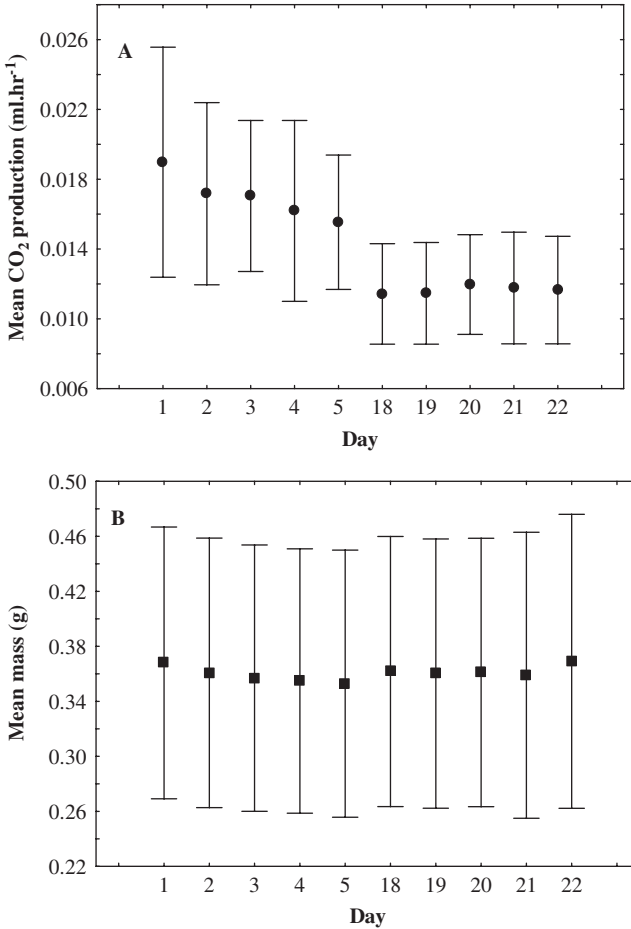 A
Mean CO2 production (ml.hr-1)
0.026
0.022
0.018
0.014
0.010
0.006
1 2 3 4 5 18 19 20 21 22
Day
B
Mean mass (g)
0.50
0.46
0.42
0.38
0.34
0.30
0.26
0.22
1 2 3 4 5 18 19 20 21 22
Day